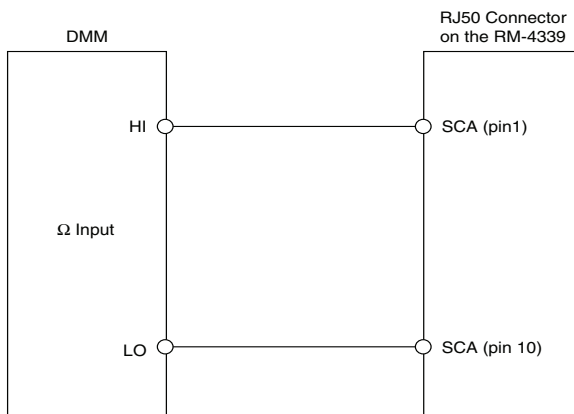 DMM
RJ50 Connector
on the RM-4339
HI
SCA (pin1)
Ω Input
LO
SCA (pin 10)